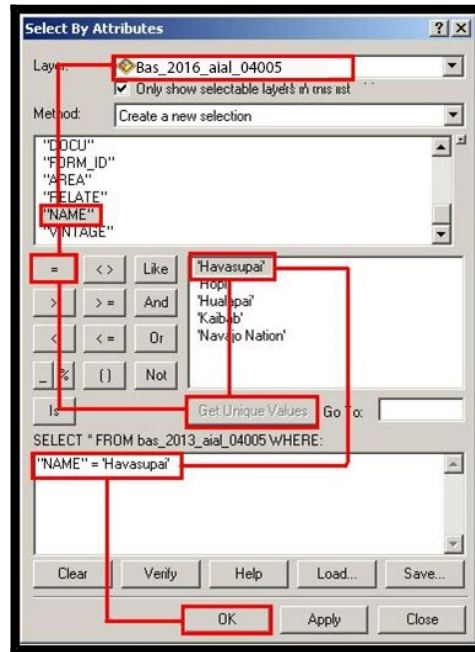 Select By Attributes
Layer: Bas_2016_aial_04005
Only show selectable layers in this list
Method: Create a new selection
"DOCU"
"FORM_ID"
"AREA"
"RELATE"
"NAME"
"VINTAGE"
= < > Like 'Havasupai'
'Hopi'
> > = And 'Hualapai'
'Kaibab'
< < = Or 'Navajo Nation'
_ % ( ) Not
Is Get Unique Values Go To:
SELECT * FROM bas_2013_aial_04005 WHERE:
"NAME" = 'Havasupai'
Clear Verify Help Load... Save...
OK Apply Close